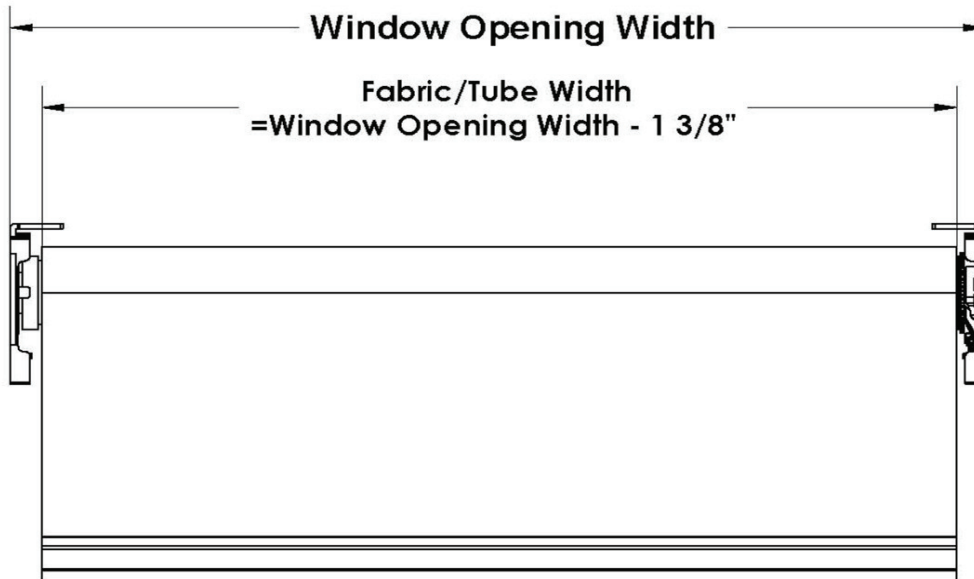 Window Opening Width
Fabric/Tube Width
=Window Opening Width - 1 3/8"